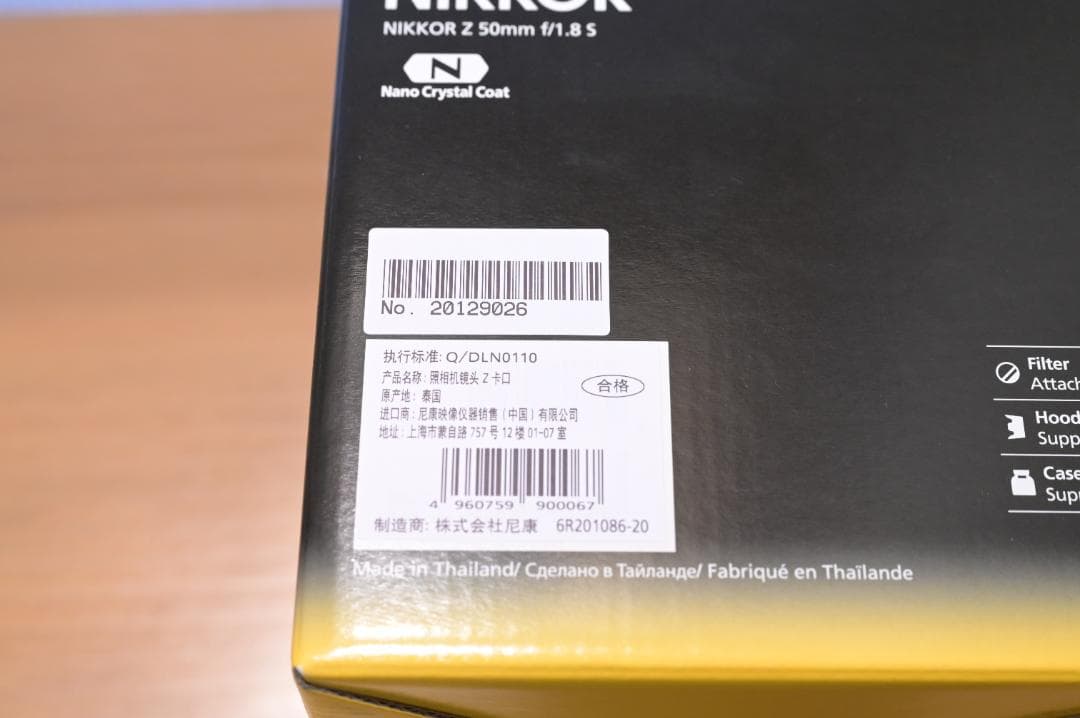 NIKKOR
NIKKOR Z 50mm f/1.8 S
N
Nano Crystal Coat
No. 20129026
执行标准: Q/DLN0110
产品名称: 照相机镜头 Z 卡口
合格
原产地: 泰国
进口商: 尼康映像仪器销售(中国)有限公司
地址: 上海市蒙自路 757 号 12 楼 01-07 室
4 960759 900067
制造商: 株式会社尼康 6R201086-20
Filter
Attach
Hood
Supp
Case
Sup
Made in Thailand/ Сделано в Тайланде/ Fabriqué en Thaïlande